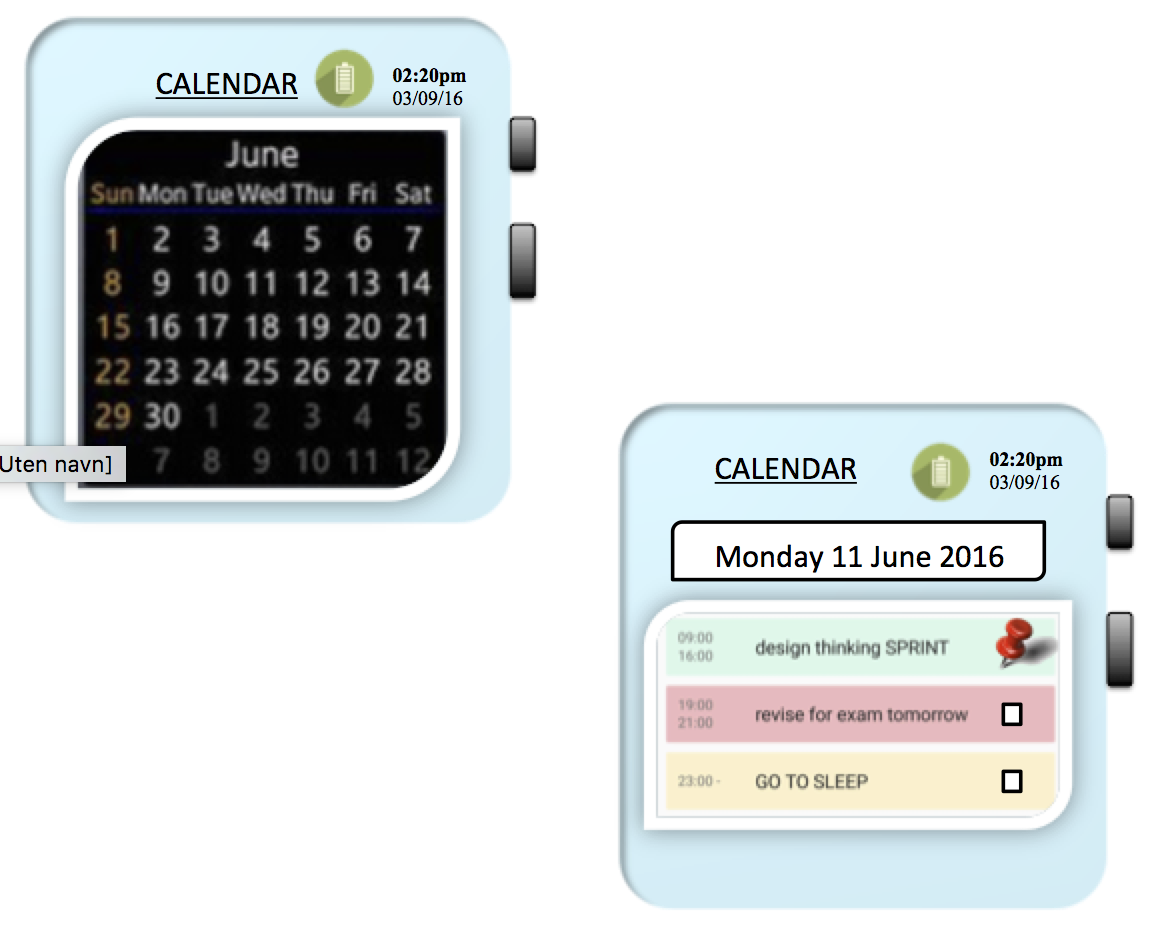 CALENDAR
02:20pm
03/09/16
June
Sun Mon Tue Wed Thu Fri Sat
1 2 3 4 5 6 7
8 9 10 11 12 13 14
15 16 17 18 19 20 21
22 23 24 25 26 27 28
29 30 1 2 3 4 5
7 8 9 10 11 12
Uten navn]
CALENDAR
02:20pm
03/09/16
Monday 11 June 2016
09:00
16:00
design thinking SPRINT
19:00
21:00
revise for exam tomorrow
23:00 -
GO TO SLEEP